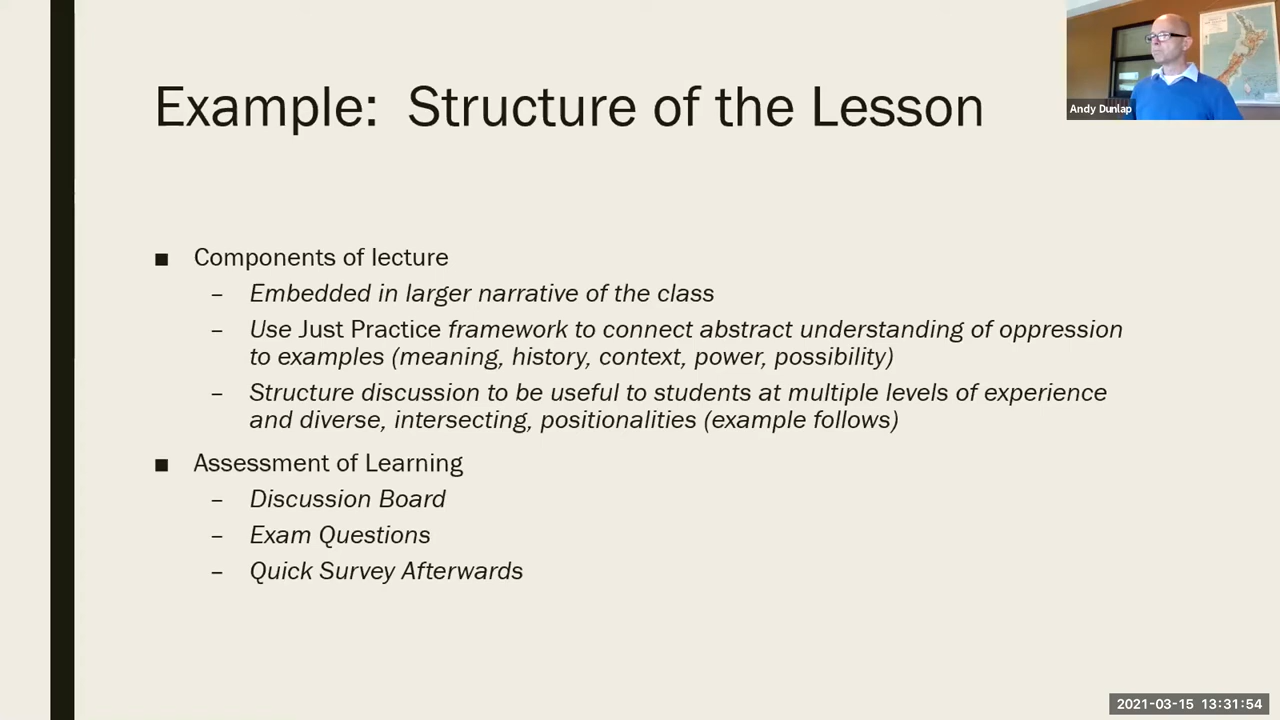 Example: Structure of the Lesson
Andy Dunlap
■ Components of lecture
– Embedded in larger narrative of the class
– Use Just Practice framework to connect abstract understanding of oppression
to examples (meaning, history, context, power, possibility)
– Structure discussion to be useful to students at multiple levels of experience
and diverse, intersecting, positionalities (example follows)
■ Assessment of Learning
– Discussion Board
– Exam Questions
– Quick Survey Afterwards
2021-03-15 13:31:54